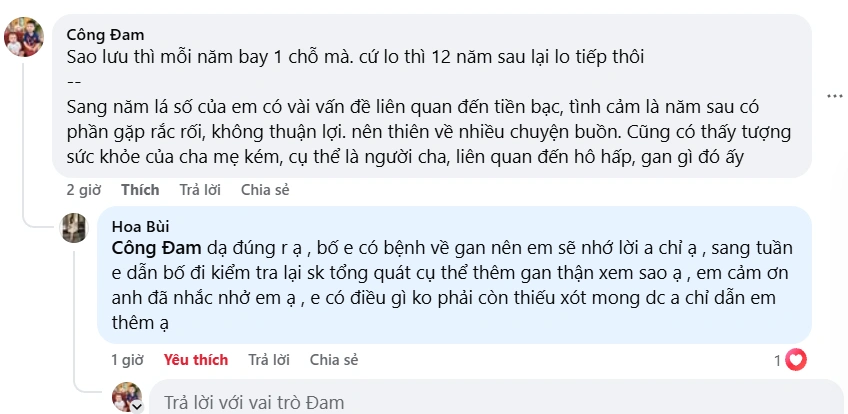 Công Đam
Sao lưu thì mỗi năm bay 1 chỗ mà. cứ lo thì 12 năm sau lại lo tiếp thôi
--
Sang năm lá số của em có vài vấn đề liên quan đến tiền bạc, tình cảm là năm sau có
phần gặp rắc rối, không thuận lợi. nên thiên về nhiều chuyện buồn. Cũng có thấy tượng
sức khỏe của cha mẹ kém, cụ thể là người cha, liên quan đến hô hấp, gan gì đó ấy
2 giờ Thích Trả lời Chia sẻ
Hoa Bùi
Công Đam dạ đúng r ạ , bố e có bệnh về gan nên em sẽ nhớ lời a chỉ ạ , sang tuần
e dẫn bố đi kiểm tra lại sk tổng quát cụ thể thêm gan thận xem sao ạ , em cảm ơn
anh đã nhắc nhở em ạ , e có điều gì ko phải còn thiếu xót mong dc a chỉ dẫn em
thêm ạ
1 giờ Yêu thích Trả lời Chia sẻ 1
Trả lời với vai trò Đam